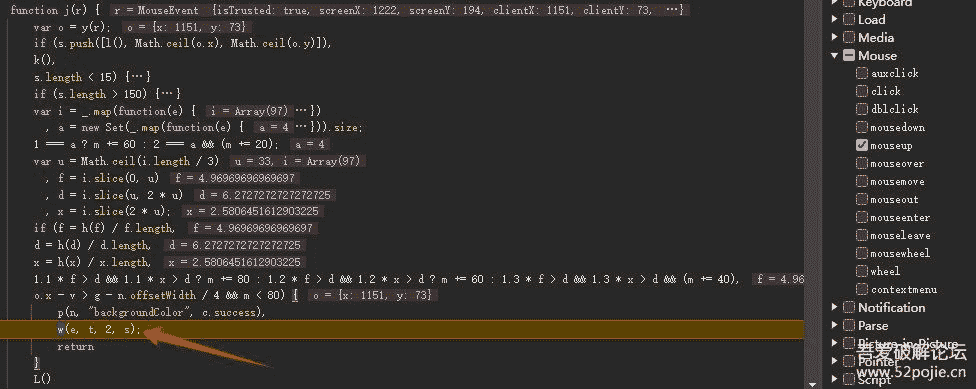 function j(r) { r = MouseEvent {isTrusted: true, screenX: 1222, screenY: 194, clientX: 1151, clientY: 73, …}
var o = y(r); o = {x: 1151, y: 73}
if (s.push([l(), Math.ceil(o.x), Math.ceil(o.y)]),
k(),
s.length < 15) {…}
if (s.length > 150) {…}
var i = _.map(function(e) { i = Array(97) …})
, a = new Set(_.map(function(e) { a = 4 …})).size;
1 === a ? m += 60 : 2 === a && (m += 20); a = 4
var u = Math.ceil(i.length / 3) u = 33, i = Array(97)
, f = i.slice(0, u) f = 4.96969696969697
, d = i.slice(u, 2 * u) d = 6.2727272727272725
, x = i.slice(2 * u); x = 2.5806451612903225
if (f = h(f) / f.length, f = 4.96969696969697
d = h(d) / d.length, d = 6.2727272727272725
x = h(x) / x.length, x = 2.5806451612903225
1.1 * f > d && 1.1 * x > d ? m += 80 : 1.2 * f > d && 1.2 * x > d ? m += 60 : 1.3 * f > d && 1.3 * x > d && (m += 40), f = 4.96
o.x - v > g - n.offsetWidth / 4 && m < 80) { o = {x: 1151, y: 73}
p(n, "backgroundColor", c.success),
w(e, t, 2, s);
return
}
L()
Keyboard
Load
Media
Mouse
auxclick
click
dblclick
mousedown
mouseup
mouseover
mousemove
mouseout
mouseenter
mouseleave
mousewheel
wheel
contextmenu
Notification
Parse
Picture-in-Picture
Pointer
Script
吾爱破解论坛
www.52pojie.cn